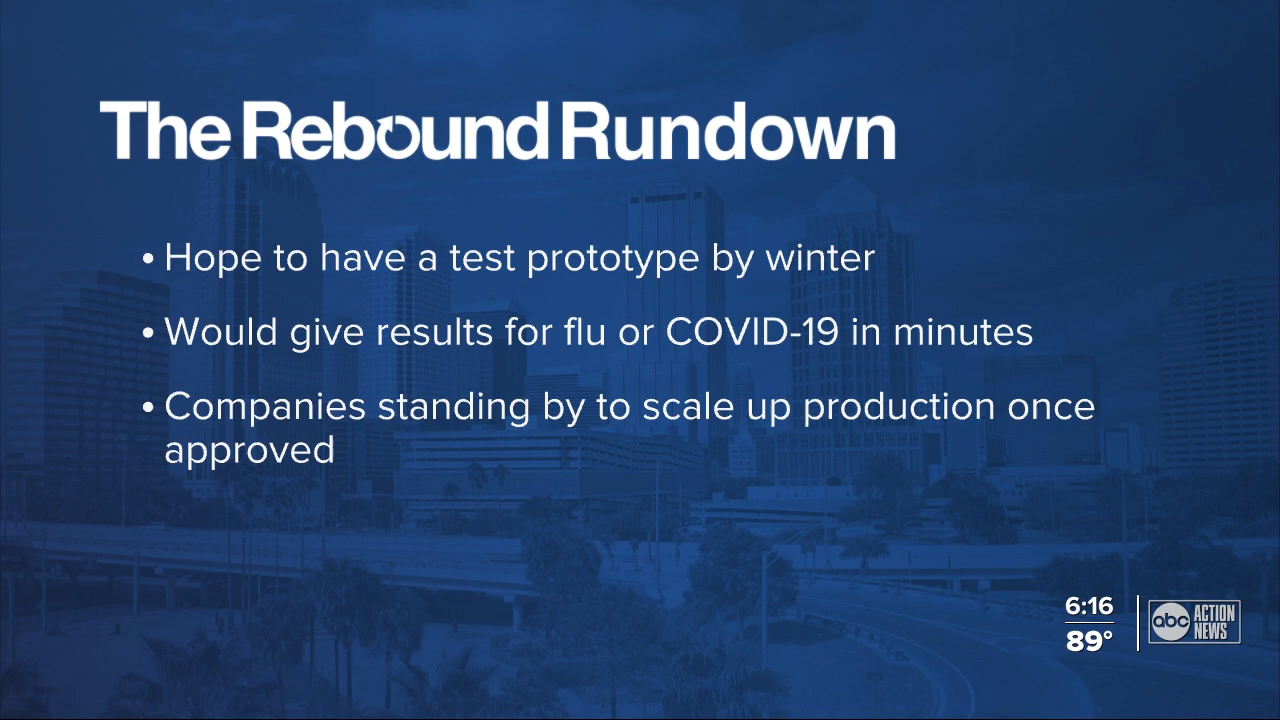 The Rebound Rundown
• Hope to have a test prototype by winter
• Would give results for flu or COVID-19 in minutes
• Companies standing by to scale up production once
approved
6:16
89°
abc
ACTION
NEWS